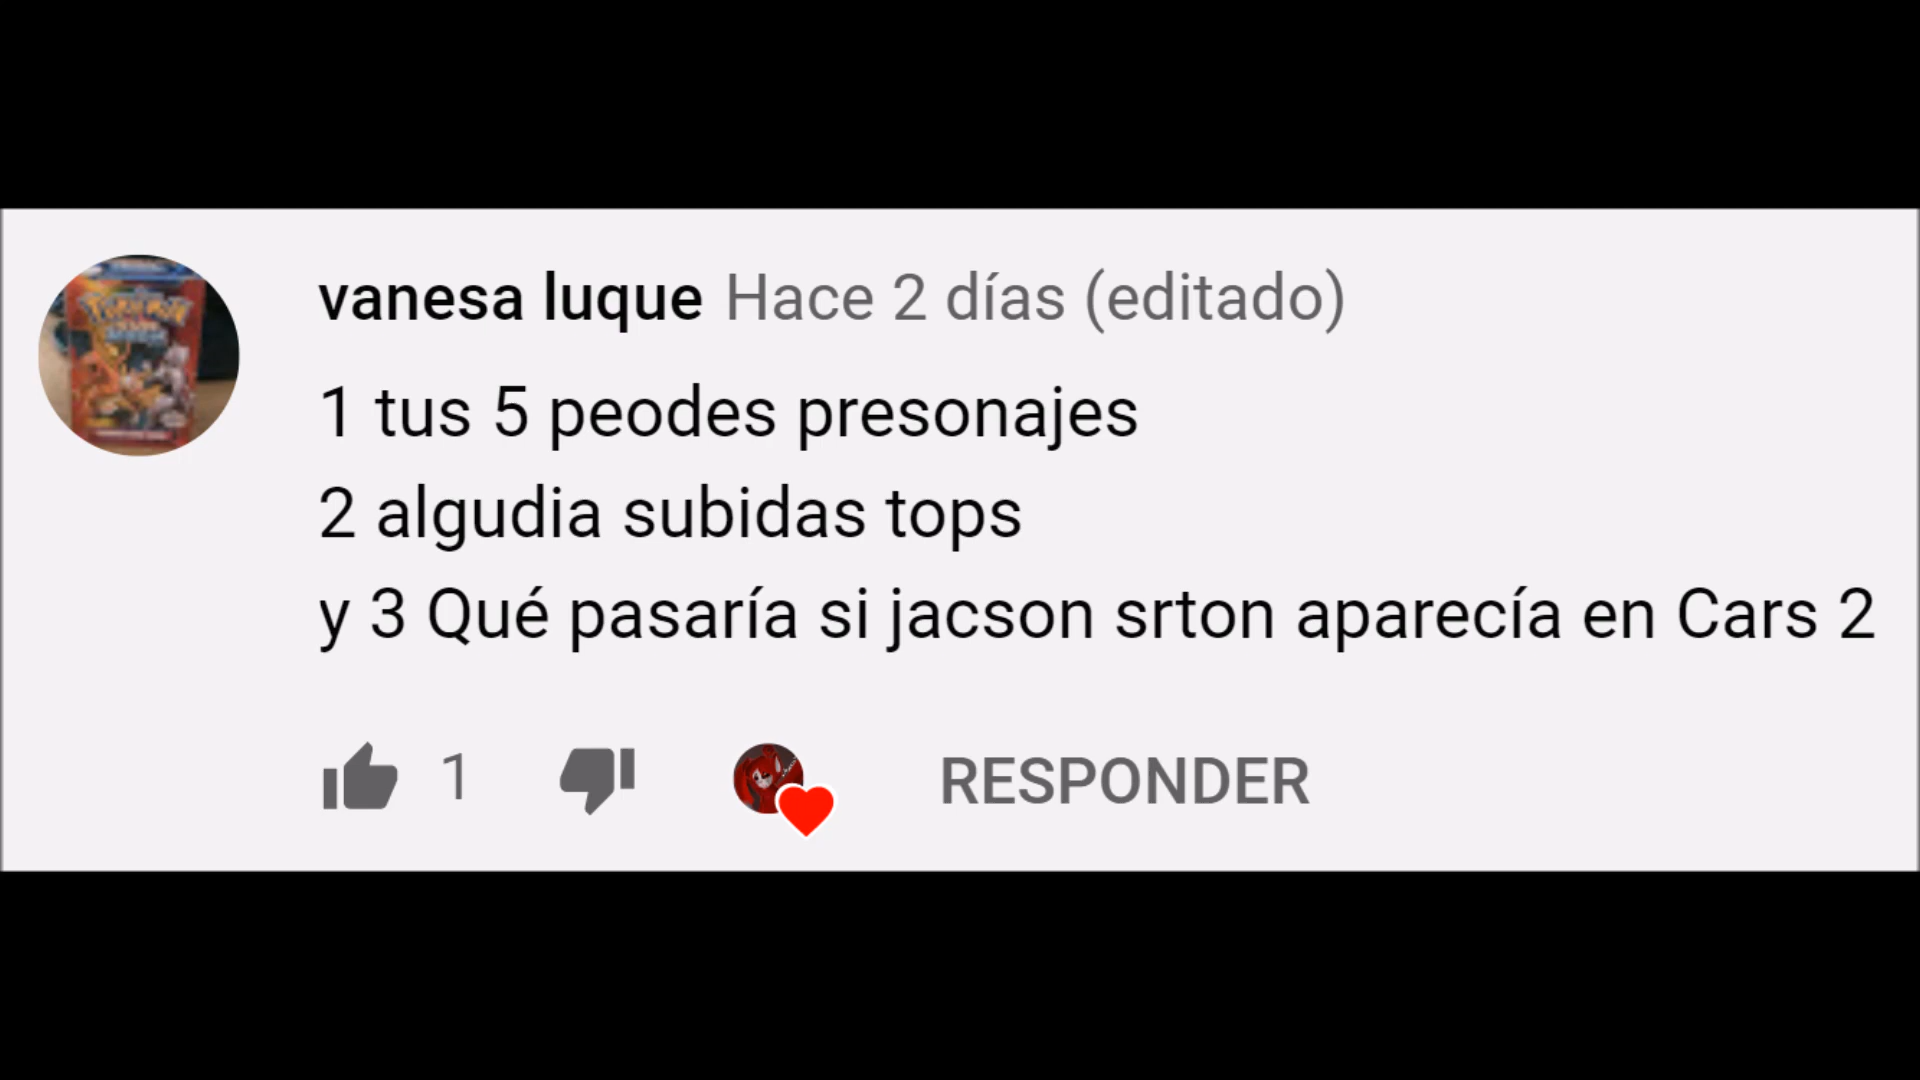 vanesa luque Hace 2 días (editado)
1 tus 5 peodes presonajes
2 algudia subidas tops
y 3 Qué pasaría si jacson srton aparecía en Cars 2
1
RESPONDER